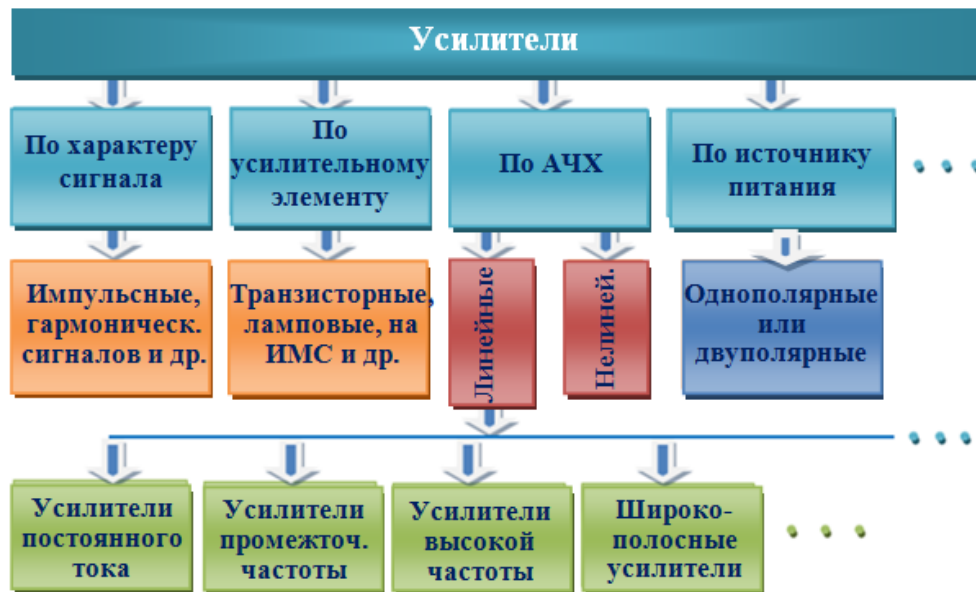 Усилители
По характеру
сигнала
По
усилительному
элементу
По АЧХ
По источнику
питания
Импульсные,
гармоническ.
сигналов и др.
Транзисторные,
ламповые, на
ИМС и др.
Линейные
Нелиней.
Однополярные
или
двуполярные
Усилители
постоянного
тока
Усилители
промежточ.
частоты
Усилители
высокой
частоты
Широко-
полосные
усилители